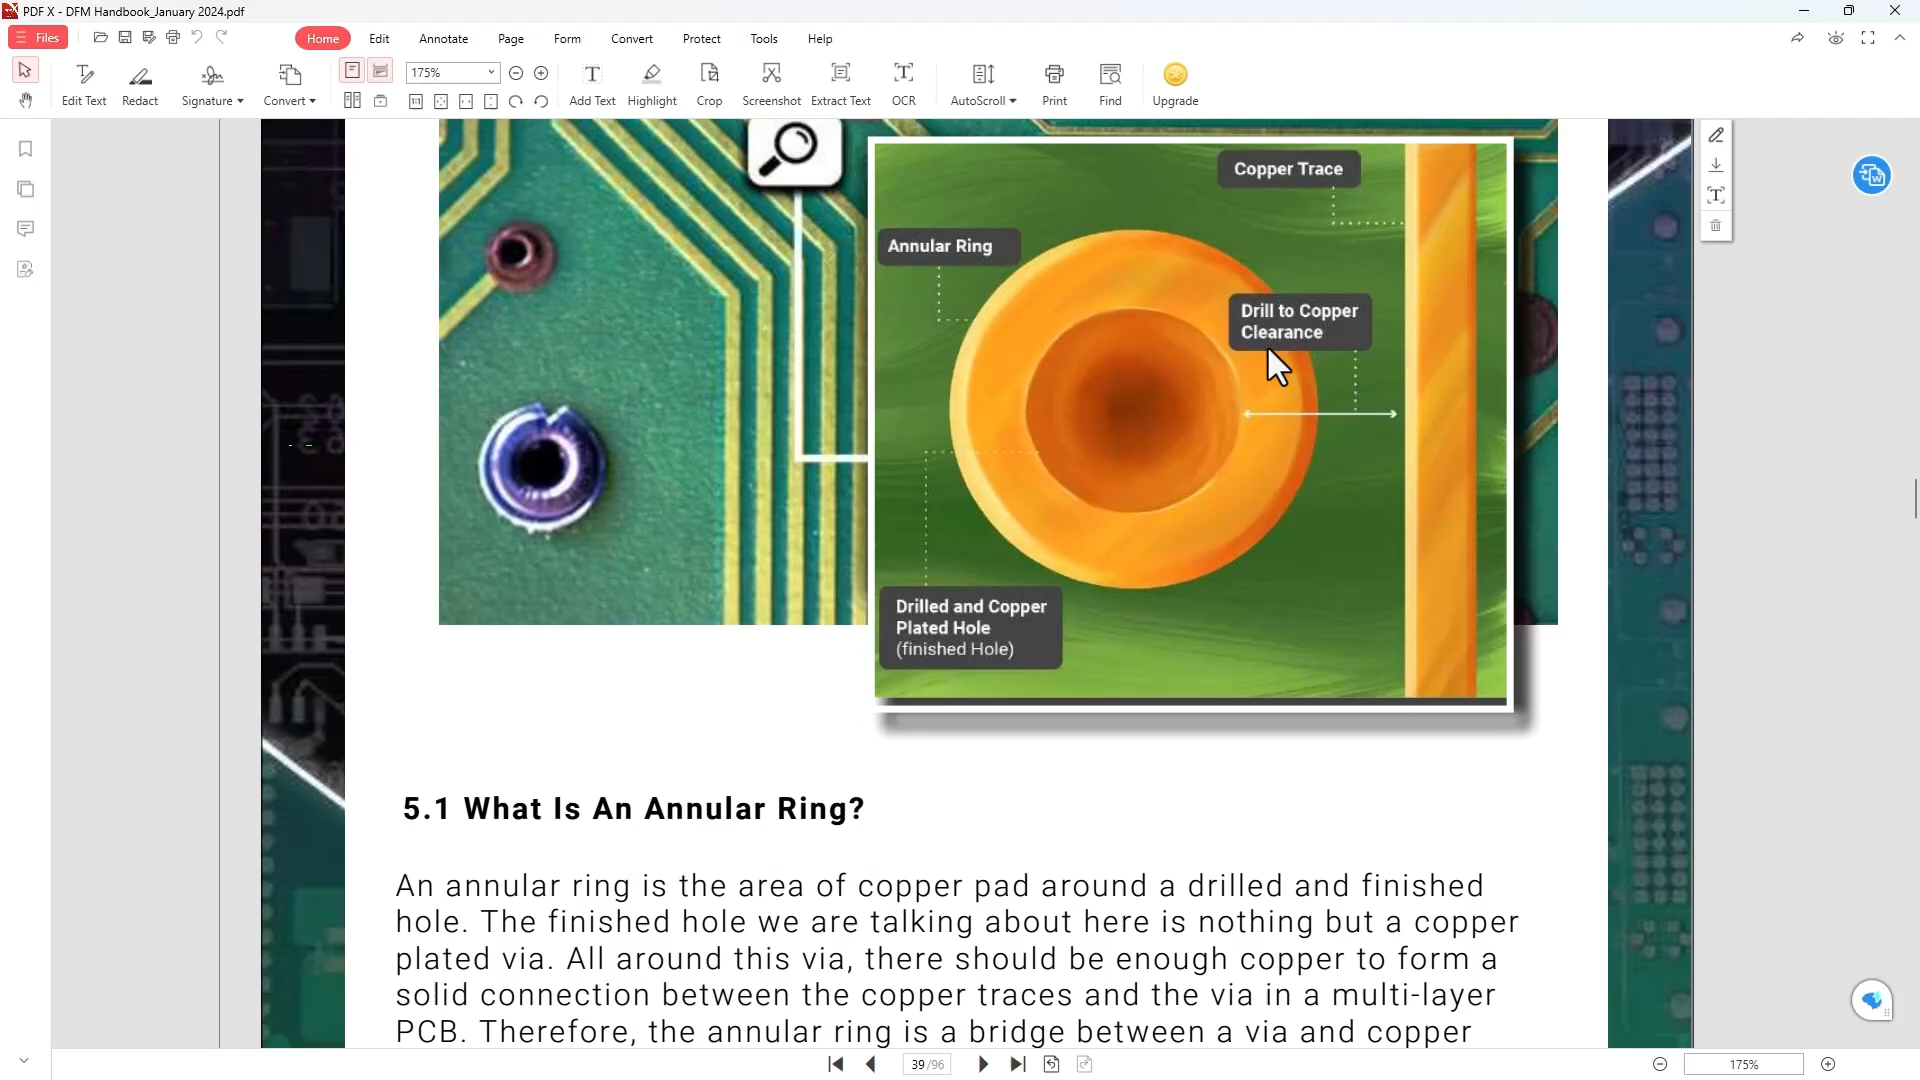 PDF X - DFM Handbook_January 2024.pdf
Files
Home
Edit
Annotate
Page
Form
Convert
Protect
Tools
Help
175%
Edit Text
Redact
Signature
Convert
Add Text
Highlight
Crop
Screenshot
Extract Text
OCR
AutoScroll
Print
Find
Upgrade
Copper Trace
Annular Ring
Drill to Copper
Clearance
Drilled and Copper
Plated Hole
(finished Hole)
5.1 What Is An Annular Ring?
An annular ring is the area of copper pad around a drilled and finished
hole. The finished hole we are talking about here is nothing but a copper
plated via. All around this via, there should be enough copper to form a
solid connection between the copper traces and the via in a multi-layer
PCB. Therefore, the annular ring is a bridge between a via and copper
39 /96
175%